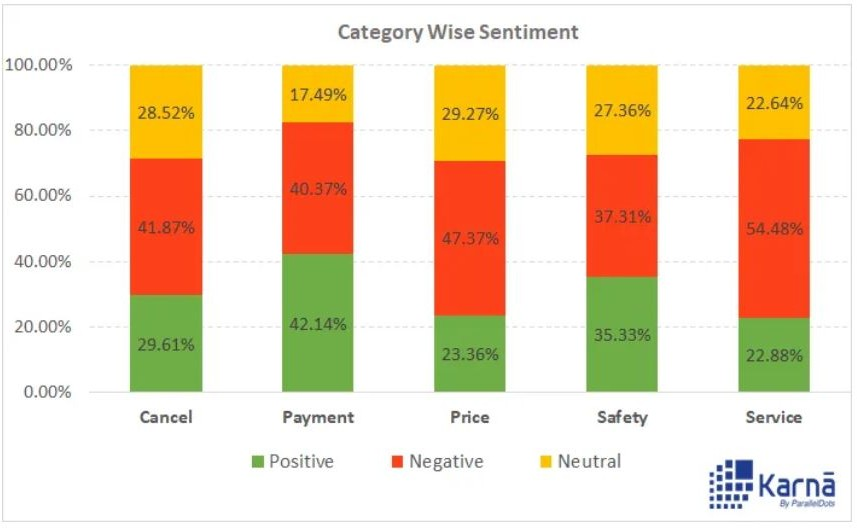 Category Wise Sentiment
100.00%
80.00%
60.00%
40.00%
20.00%
0.00%
28.52% 17.49% 29.27% 27.36% 22.64%
41.87% 40.37% 47.37% 37.31% 54.48%
29.61% 42.14% 23.36% 35.33% 22.88%
Cancel Payment Price Safety Service
Positive Negative Neutral
Karnā
By ParallelDots